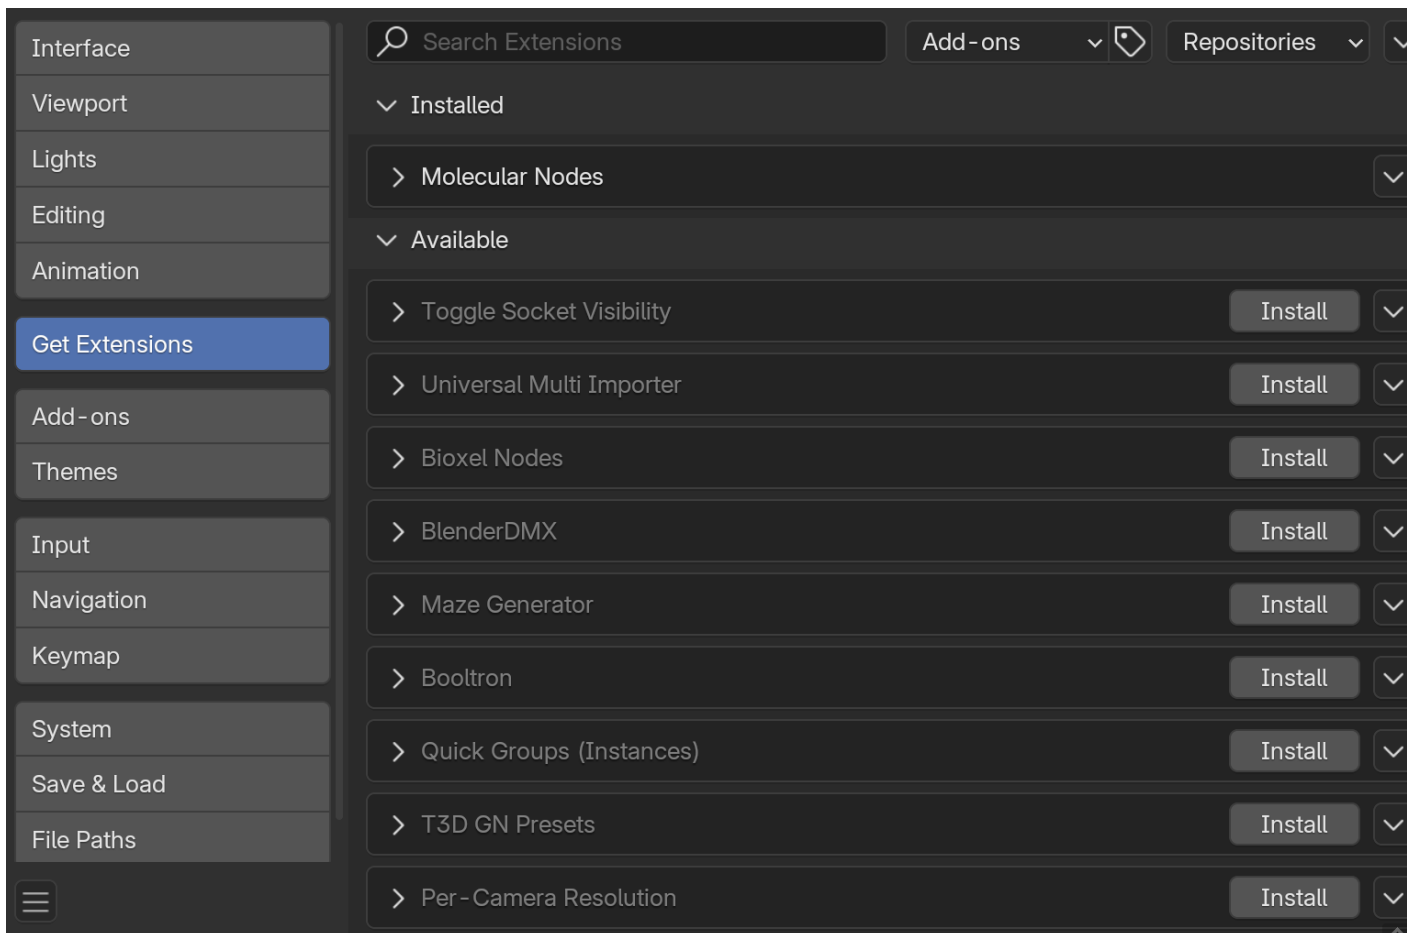 Interface
Viewport
Lights
Editing
Animation
Get Extensions
Add-ons
Themes
Input
Navigation
Keymap
System
Save & Load
File Paths
Search Extensions
Add-ons
Repositories
Installed
Molecular Nodes
Available
Toggle Socket Visibility Install
Universal Multi Importer Install
Bioxel Nodes Install
BlenderDMX Install
Maze Generator Install
Booltron Install
Quick Groups (Instances) Install
T3D GN Presets Install
Per-Camera Resolution Install